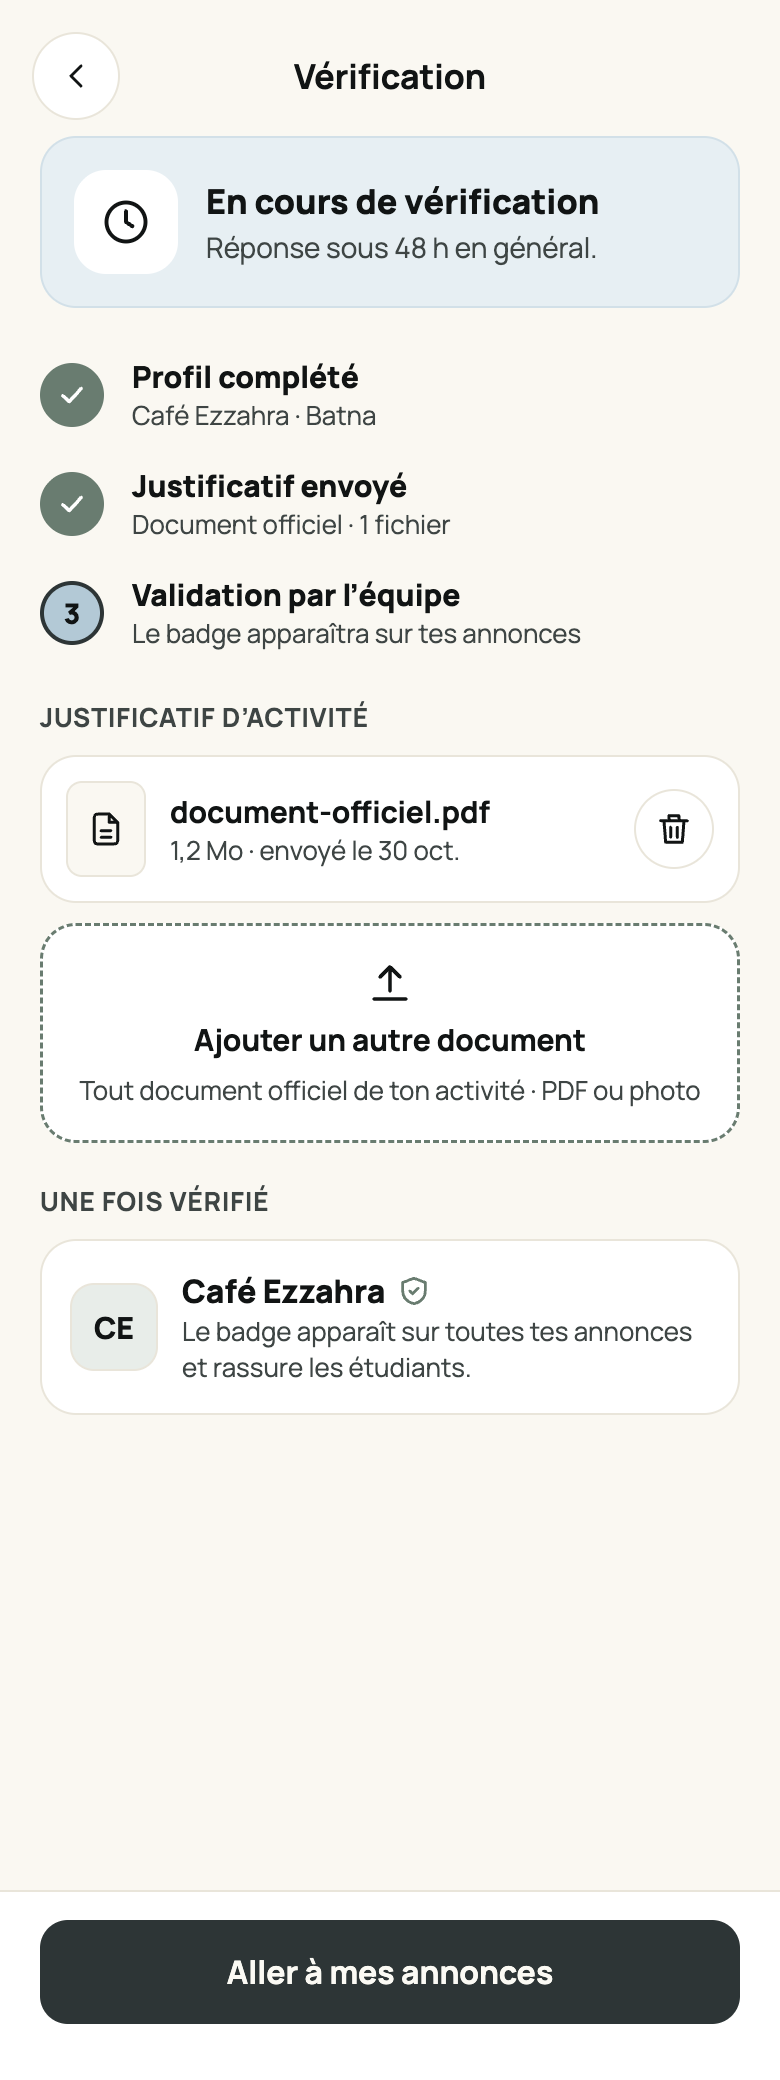 Vérification
En cours de vérification
Réponse sous 48 h en général.
Profil complété
Café Ezzahra · Batna
Justificatif envoyé
Document officiel · 1 fichier
3
Validation par l’équipe
Le badge apparaîtra sur tes annonces
JUSTIFICATIF D’ACTIVITÉ
document-officiel.pdf
1,2 Mo · envoyé le 30 oct.
Ajouter un autre document
Tout document officiel de ton activité · PDF ou photo
UNE FOIS VÉRIFIÉ
CE
Café Ezzahra
Le badge apparaît sur toutes tes annonces
et rassure les étudiants.
Aller à mes annonces